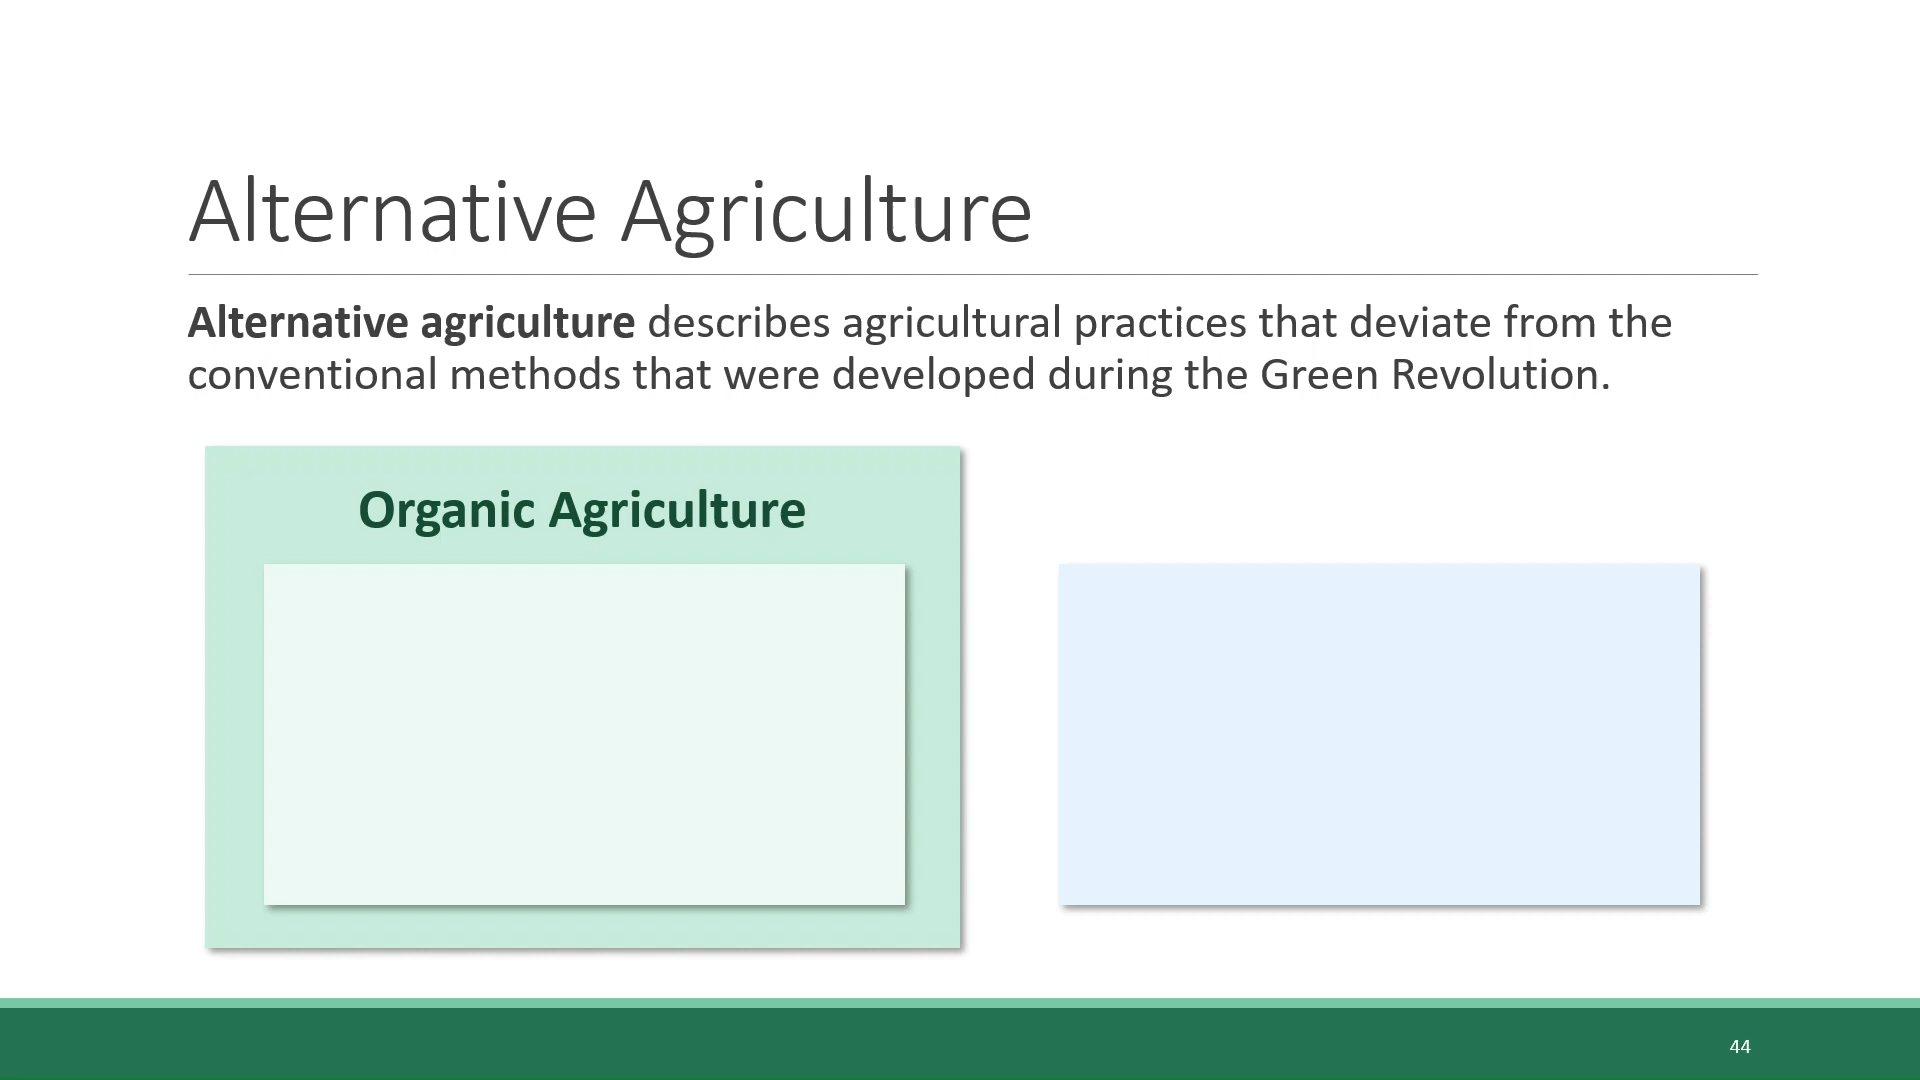 Alternative Agriculture
Alternative agriculture describes agricultural practices that deviate from the
conventional methods that were developed during the Green Revolution.
Organic Agriculture
44